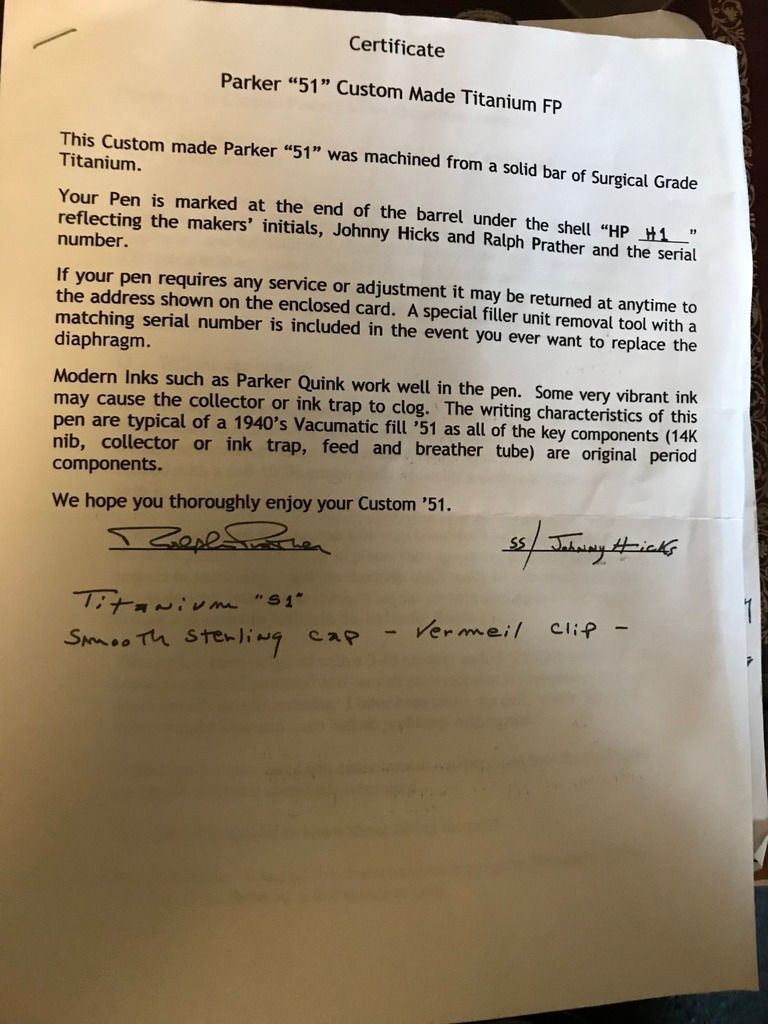 Certificate
Parker “51” Custom Made Titanium FP
This Custom made Parker “51” was machined from a solid bar of Surgical Grade
Titanium.
Your Pen is marked at the end of the barrel under the shell “HP #1 ”
reflecting the makers’ initials, Johnny Hicks and Ralph Prather and the serial
number.
If your pen requires any service or adjustment it may be returned at anytime to
the address shown on the enclosed card. A special filler unit removal tool with a
matching serial number is included in the event you ever want to replace the
diaphragm.
Modern Inks such as Parker Quink work well in the pen. Some very vibrant ink
may cause the collector or ink trap to clog. The writing characteristics of this
pen are typical of a 1940’s Vacumatic fill ’51 as all of the key components (14K
nib, collector or ink trap, feed and breather tube) are original period
components.
We hope you thoroughly enjoy your Custom ’51.
Ralph Prather ss/ Johnny Hicks
Titanium "51"
Smooth Sterling cap - Vermeil clip -